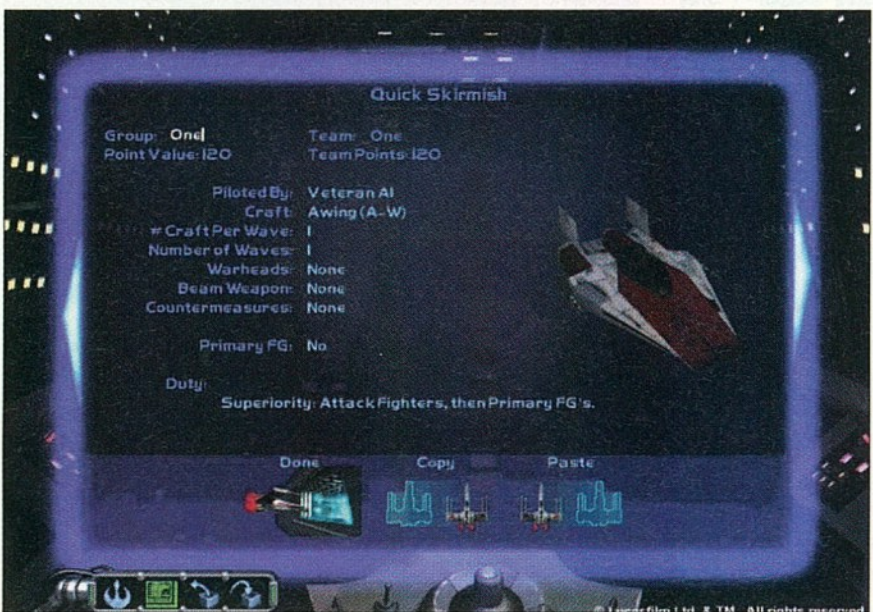 Quick Skirmish
Group: One
Team: One
Point Value: 120
Team Points: 120
Piloted By: Veteran AI
Craft: Awing (A-W)
# Craft Per Wave: 1
Number of Waves: 1
Warheads: None
Beam Weapon: None
Countermeasures: None
Primary FG: No
Duty:
Superiority: Attack Fighters, then Primary FG's.
Done Copy Paste
© Lucasfilm Ltd. & TM. All rights reserved